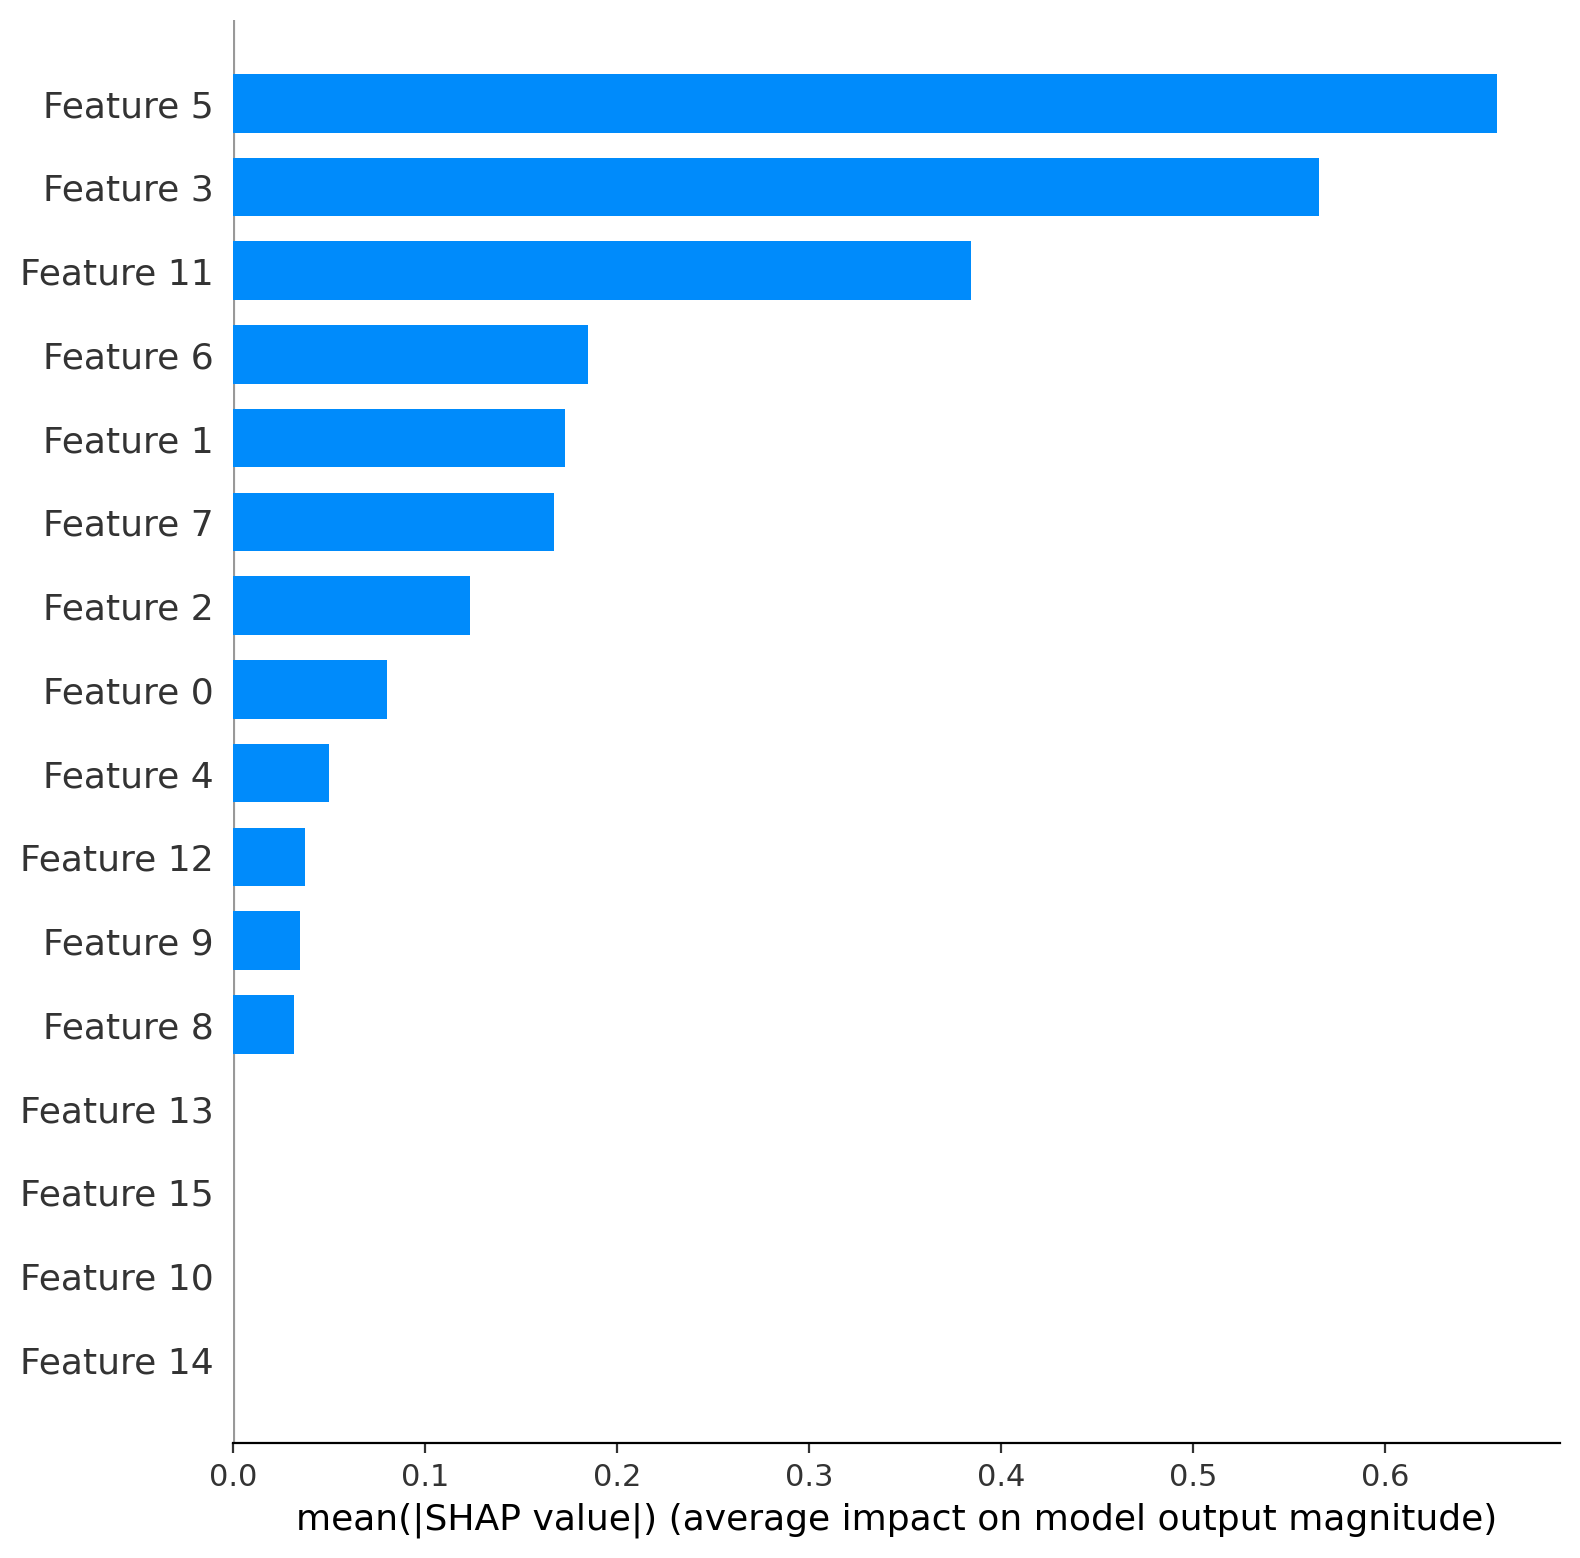 Feature 5
Feature 3
Feature 11
Feature 6
Feature 1
Feature 7
Feature 2
Feature 0
Feature 4
Feature 12
Feature 9
Feature 8
Feature 13
Feature 15
Feature 10
Feature 14
0.0 0.1 0.2 0.3 0.4 0.5 0.6
mean(|SHAP value|) (average impact on model output magnitude)